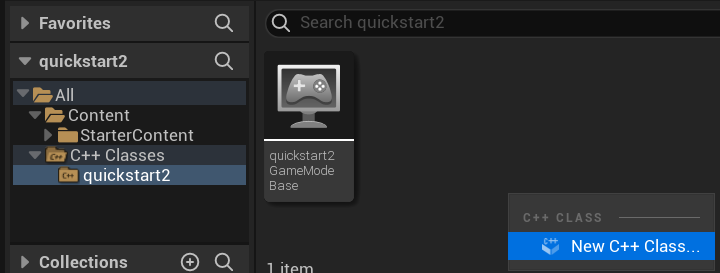 Favorites
quickstart2
All
Content
StarterContent
C++ Classes
quickstart2
Collections
Search quickstart2
quickstart2
GameMode
Base
1 item
C++ CLASS
C++
New C++ Class...